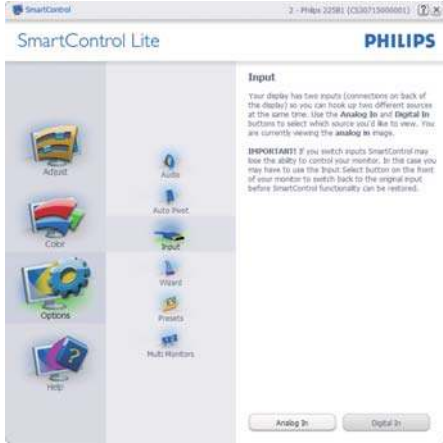 SmartControl
2 - Philips 225B1 (CS30715000001)
SmartControl Lite
PHILIPS
Adjust
Color
Options
Help
Audio
Auto Pivot
Input
Wizard
Presets
Multi Monitors
Input
Your display has two inputs (connections on back of
the display) so you can hook up two different sources
at the same time. Use the Analog In and Digital In
buttons to select which source you'd like to view. You
are currently viewing the analog in image.
IMPORTANT! If you switch inputs SmartControl may
lose the ability to control your monitor. In this case you
may have to use the Input Select button on the front
of your monitor to switch back to the original input
before SmartControl functionality can be restored.
Analog In
Digital In